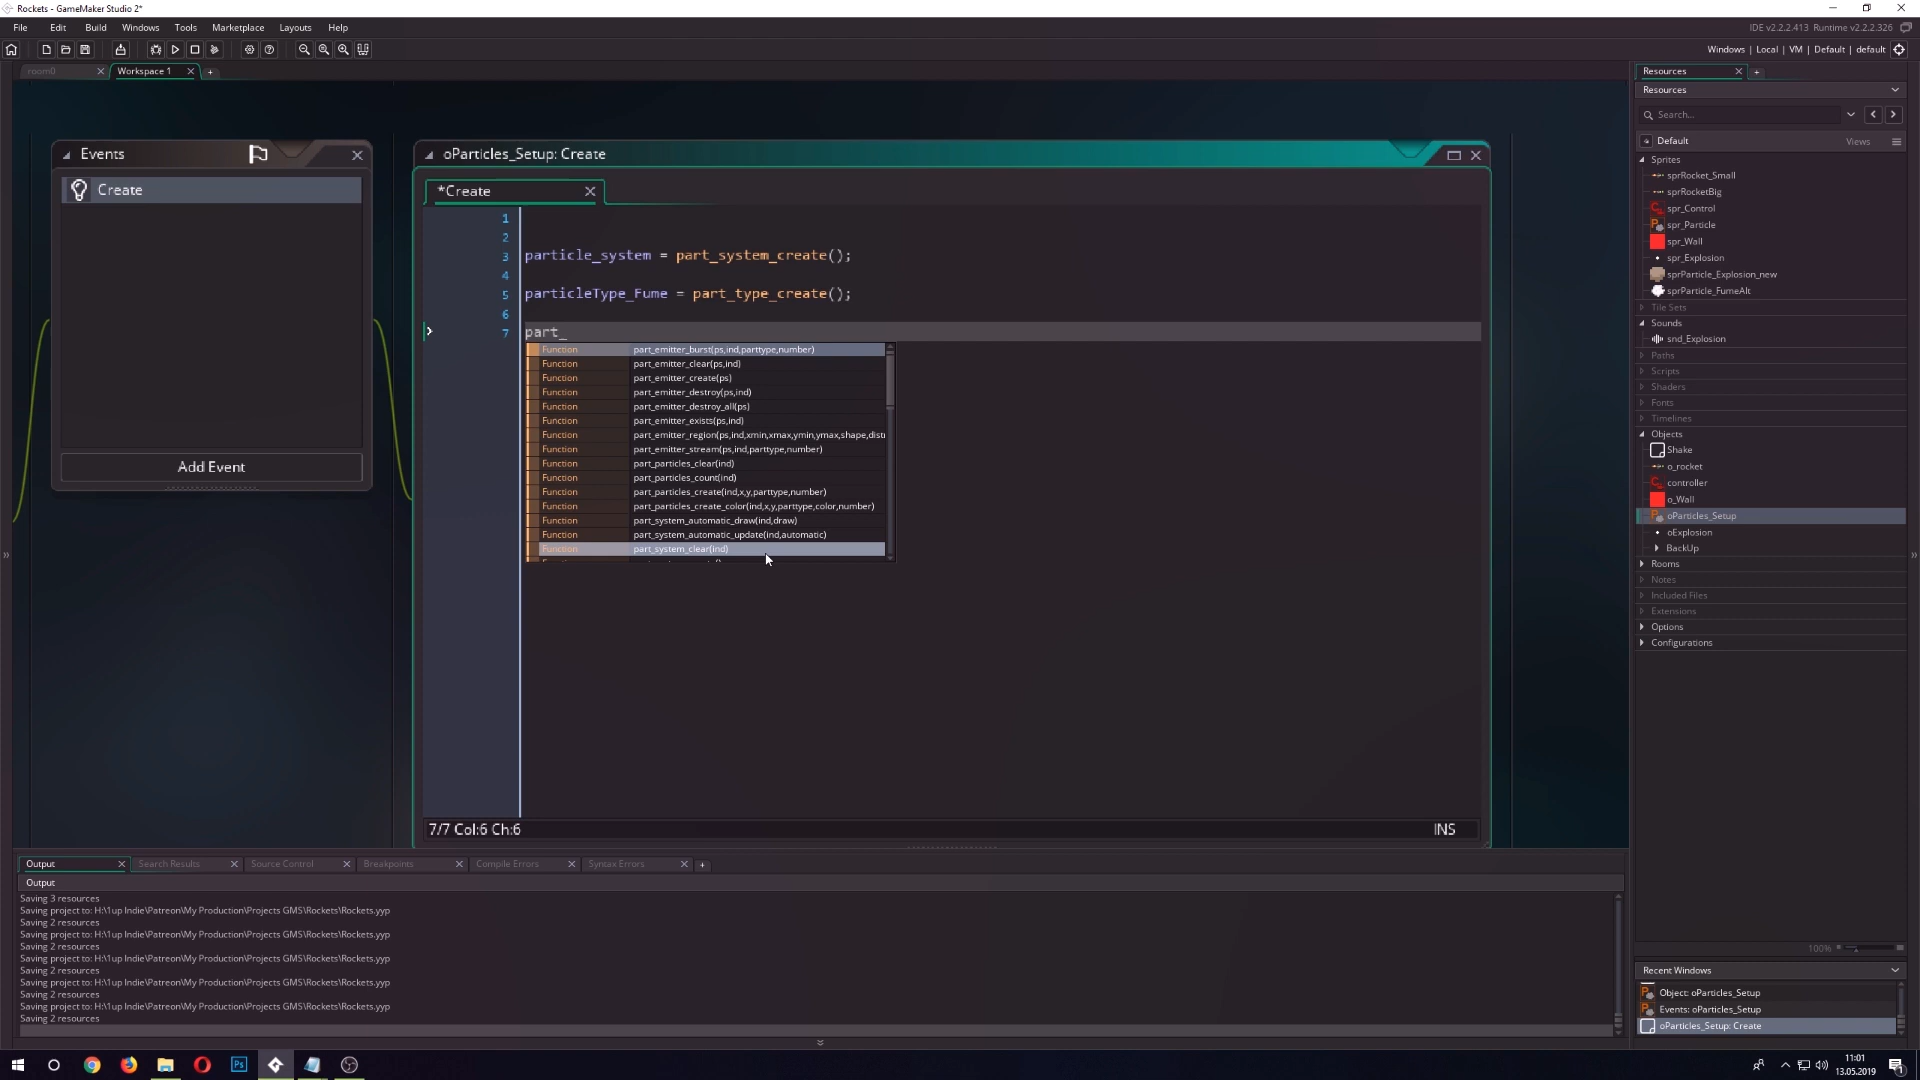 Rockets - GameMaker Studio 2*
File Edit Build Windows Tools Marketplace Layouts Help
IDE v2.2.2.413 Runtime v2.2.2.326
Windows | Local | VM | Default | default
room0
Workspace 1
Events
Create
Add Event
oParticles_Setup: Create
*Create
1
2
3 particle_system = part_system_create();
4
5 particleType_Fume = part_type_create();
6
7 part_
Function part_emitter_burst(ps,ind,parttype,number)
Function part_emitter_clear(ps,ind)
Function part_emitter_create(ps)
Function part_emitter_destroy(ps,ind)
Function part_emitter_destroy_all(ps)
Function part_emitter_exists(ps,ind)
Function part_emitter_region(ps,ind,xmin,xmax,ymin,ymax,shape,distr
Function part_emitter_stream(ps,ind,parttype,number)
Function part_particles_clear(ind)
Function part_particles_count(ind)
Function part_particles_create(ind,x,y,parttype,number)
Function part_particles_create_color(ind,x,y,parttype,color,number)
Function part_system_automatic_draw(ind,draw)
Function part_system_automatic_update(ind,automatic)
Function part_system_clear(ind)
7/7 Col:6 Ch:6
INS
Resources
Resources
Search...
Default
Views
Sprites
sprRocket_Small
sprRocketBig
spr_Control
spr_Particle
spr_Wall
spr_Explosion
sprParticle_Explosion_new
sprParticle_FumeAlt
Tile Sets
Sounds
snd_Explosion
Paths
Scripts
Shaders
Fonts
Timelines
Objects
Shake
o_rocket
controller
o_Wall
oParticles_Setup
oExplosion
BackUp
Rooms
Notes
Included Files
Extensions
Options
Configurations
100%
Recent Windows
Object: oParticles_Setup
Events: oParticles_Setup
oParticles_Setup: Create
Output Search Results Source Control Breakpoints Compile Errors Syntax Errors
Output
Saving 3 resources
Saving project to: H:\1up Indie\Patreon\My Production\Projects GMS\Rockets\Rockets.yyp
Saving 2 resources
Saving project to: H:\1up Indie\Patreon\My Production\Projects GMS\Rockets\Rockets.yyp
Saving 2 resources
Saving project to: H:\1up Indie\Patreon\My Production\Projects GMS\Rockets\Rockets.yyp
Saving 2 resources
Saving project to: H:\1up Indie\Patreon\My Production\Projects GMS\Rockets\Rockets.yyp
Saving 2 resources
Saving project to: H:\1up Indie\Patreon\My Production\Projects GMS\Rockets\Rockets.yyp
Saving 2 resources
Ps
11:01
13.05.2019